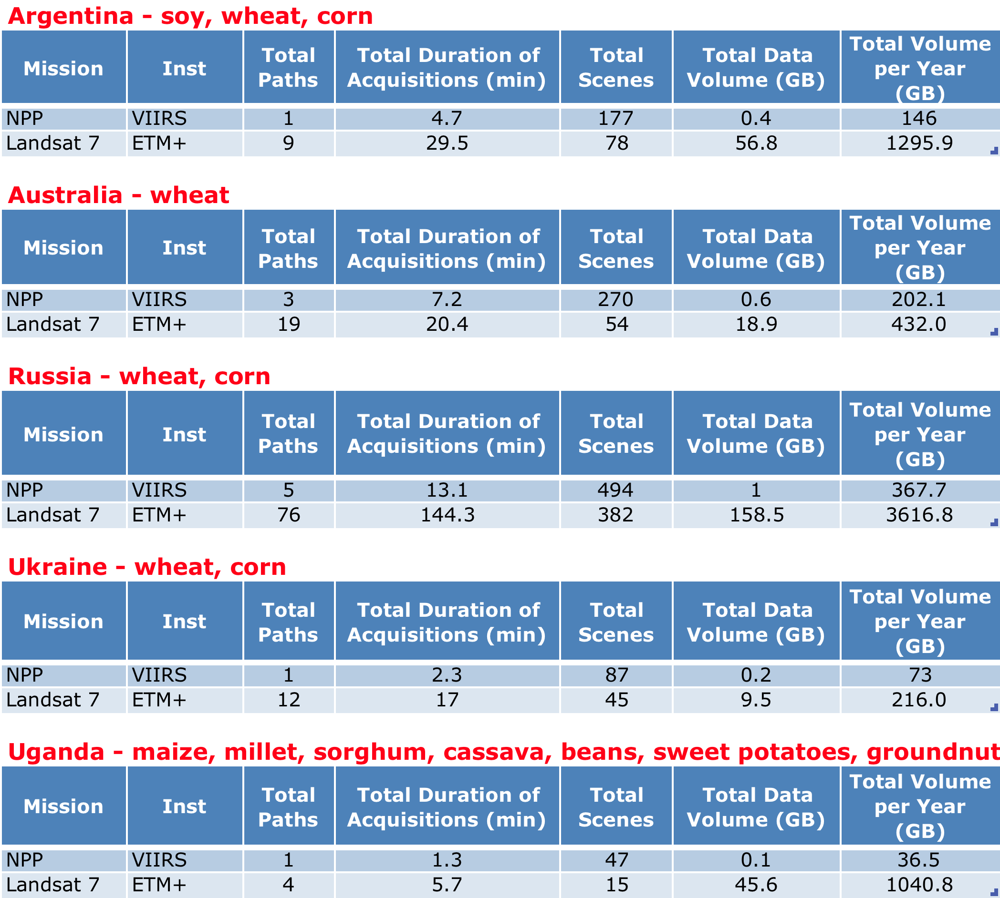 Argentina - soy, wheat, corn
Mission Inst Total Paths Total Duration of Acquisitions (min) Total Scenes Total Data Volume (GB) Total Volume per Year (GB)
NPP VIIRS 1 4.7 177 0.4 146
Landsat 7 ETM+ 9 29.5 78 56.8 1295.9
Australia - wheat
Mission Inst Total Paths Total Duration of Acquisitions (min) Total Scenes Total Data Volume (GB) Total Volume per Year (GB)
NPP VIIRS 3 7.2 270 0.6 202.1
Landsat 7 ETM+ 19 20.4 54 18.9 432.0
Russia - wheat, corn
Mission Inst Total Paths Total Duration of Acquisitions (min) Total Scenes Total Data Volume (GB) Total Volume per Year (GB)
NPP VIIRS 5 13.1 494 1 367.7
Landsat 7 ETM+ 76 144.3 382 158.5 3616.8
Ukraine - wheat, corn
Mission Inst Total Paths Total Duration of Acquisitions (min) Total Scenes Total Data Volume (GB) Total Volume per Year (GB)
NPP VIIRS 1 2.3 87 0.2 73
Landsat 7 ETM+ 12 17 45 9.5 216.0
Uganda - maize, millet, sorghum, cassava, beans, sweet potatoes, groundnut
Mission Inst Total Paths Total Duration of Acquisitions (min) Total Scenes Total Data Volume (GB) Total Volume per Year (GB)
NPP VIIRS 1 1.3 47 0.1 36.5
Landsat 7 ETM+ 4 5.7 15 45.6 1040.8